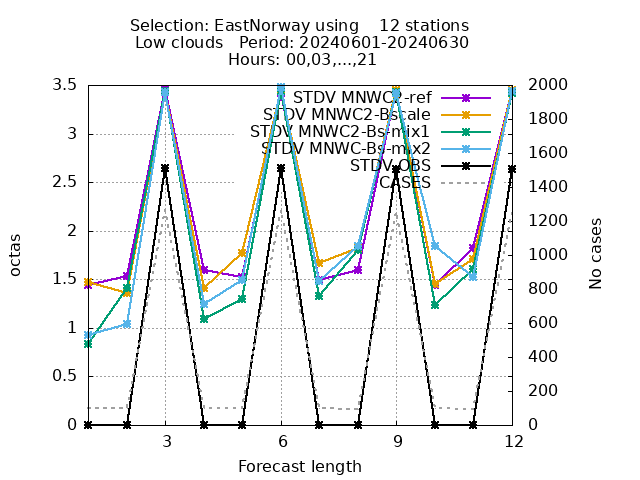 Selection: EastNorway using 12 stations
Low clouds Period: 20240601-20240630
Hours: 00,03,...,21
STDV MNWC2-ref
STDV MNWC2-Bscale
STDV MNWC2-Bs-mix1
STDV MNWC-Bs-mix2
STDV OBS
CASES
octas
No cases
3.5
3
2.5
2
1.5
1
0.5
0
2000
1800
1600
1400
1200
1000
800
600
400
200
0
3 6 9 12
Forecast length